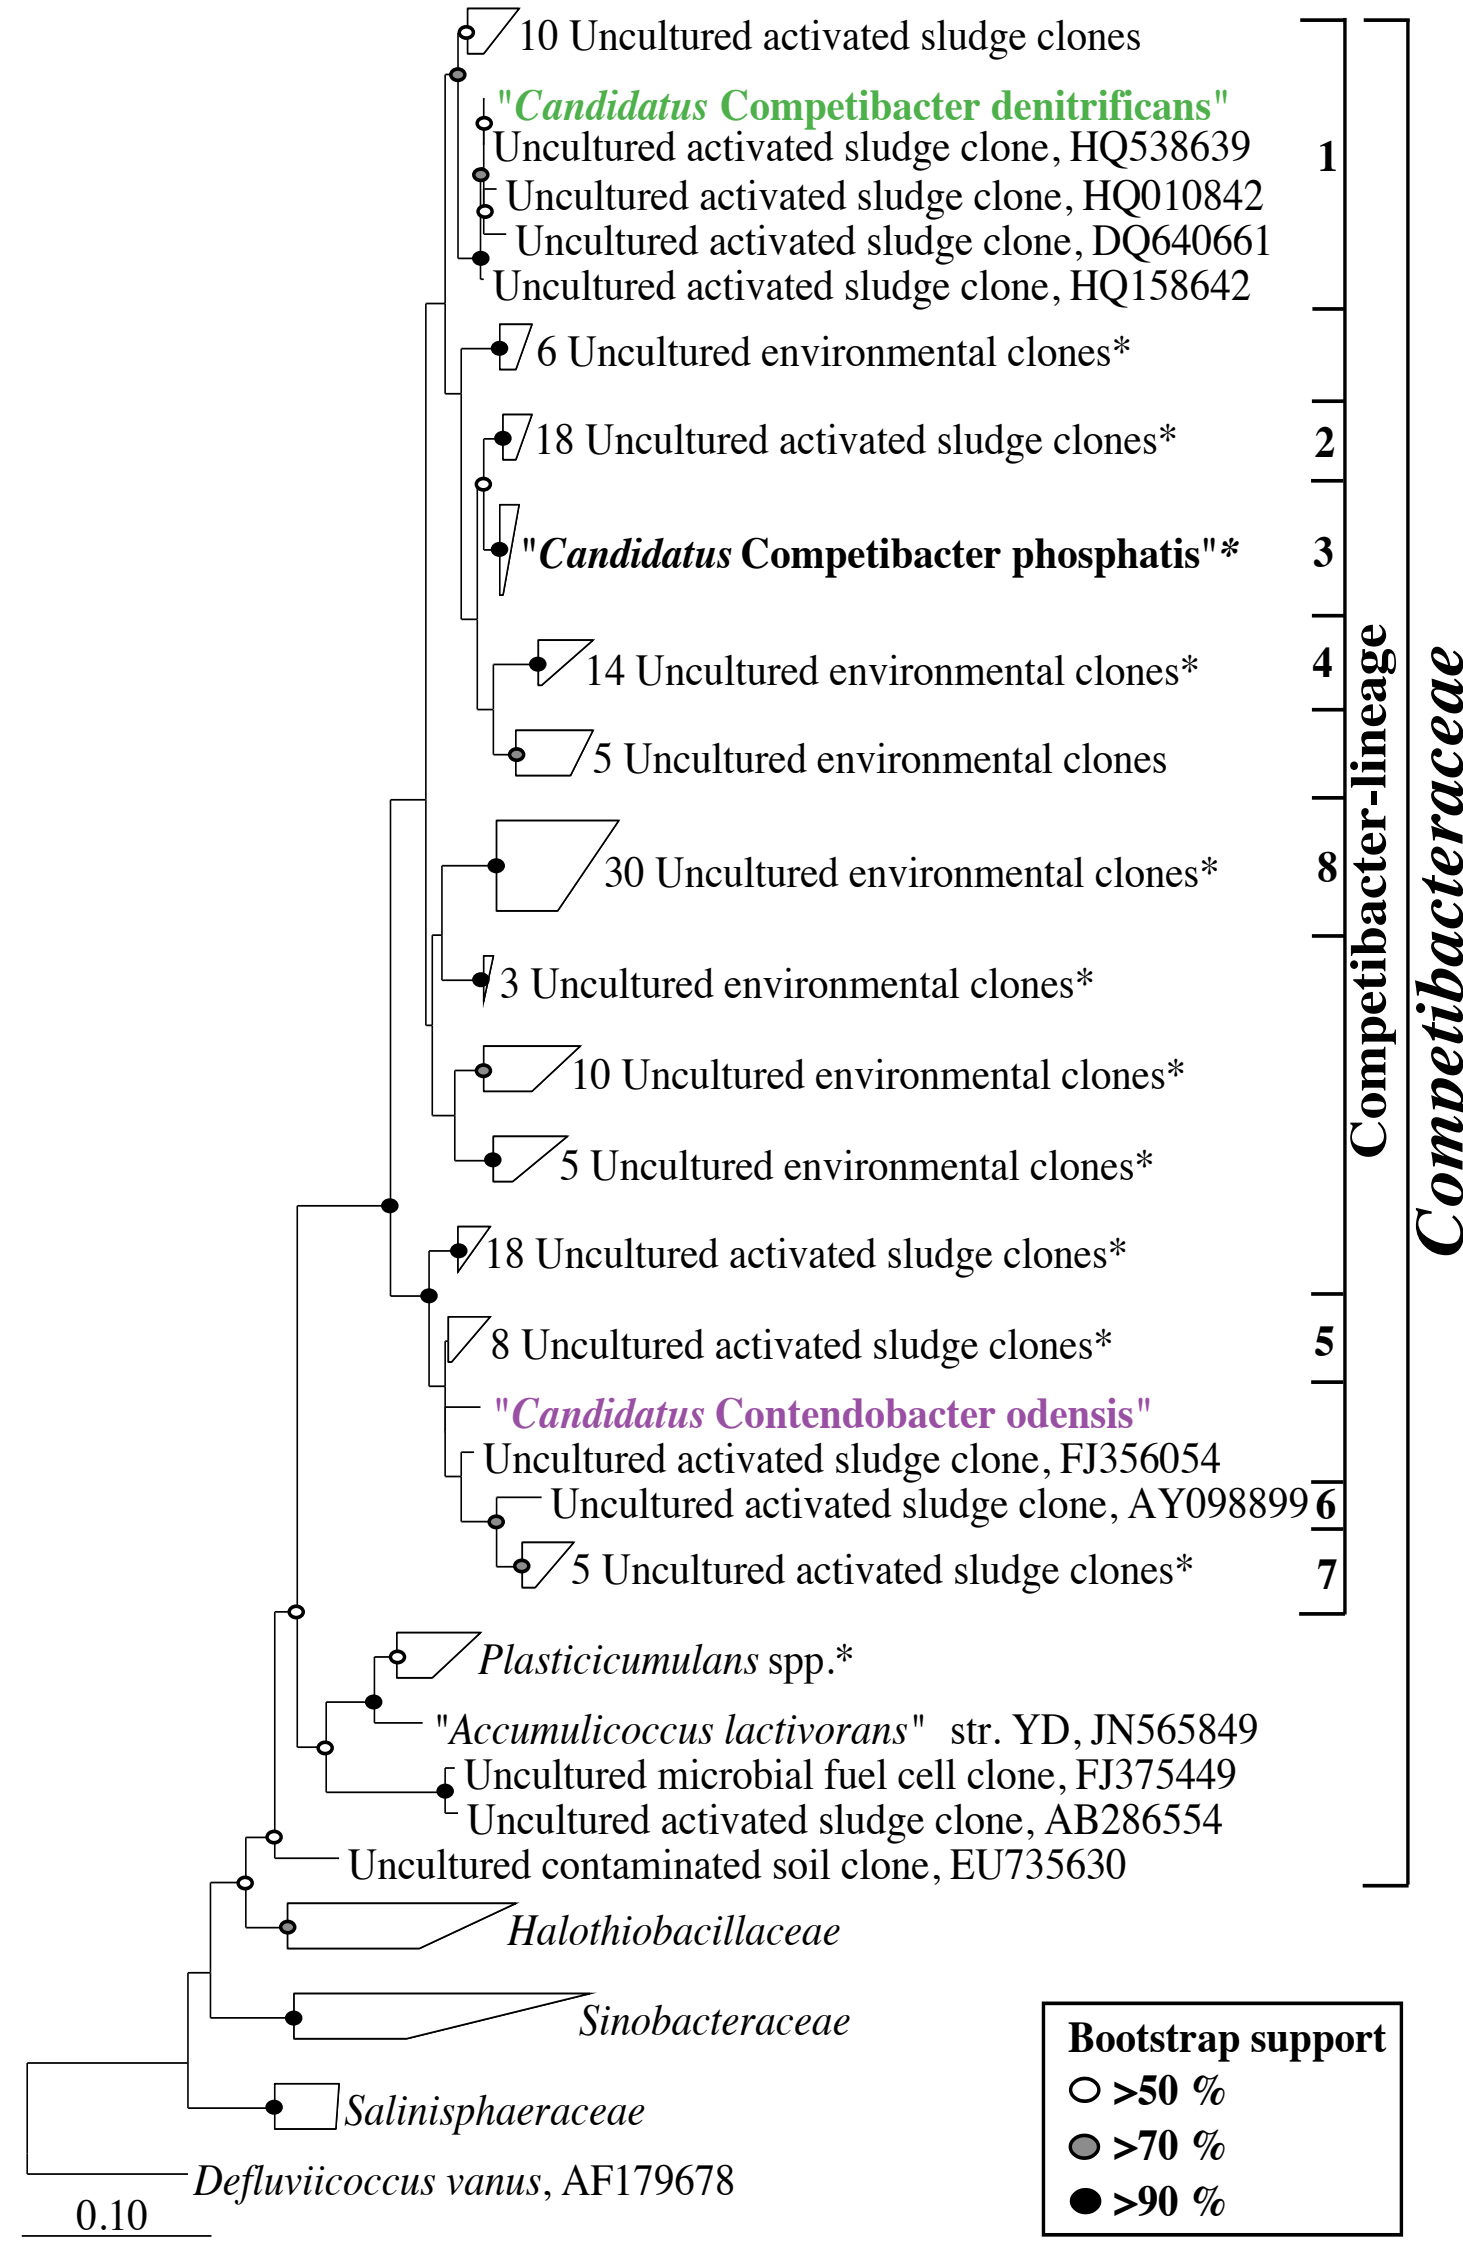 10 Uncultured activated sludge clones
"Candidatus Competibacter denitrificans"
Uncultured activated sludge clone, HQ538639
1
Uncultured activated sludge clone, HQ010842
Uncultured activated sludge clone, DQ640661
Uncultured activated sludge clone, HQ158642
6 Uncultured environmental clones*
18 Uncultured activated sludge clones*
2
"Candidatus Competibacter phosphatis"*
3
14 Uncultured environmental clones*
4
5 Uncultured environmental clones
30 Uncultured environmental clones*
8
Competibacter-lineage
Competibacteraceae
3 Uncultured environmental clones*
10 Uncultured environmental clones*
5 Uncultured environmental clones*
18 Uncultured activated sludge clones*
8 Uncultured activated sludge clones*
5
"Candidatus Contendobacter odensis"
Uncultured activated sludge clone, FJ356054
Uncultured activated sludge clone, AY098899
6
5 Uncultured activated sludge clones*
7
Plasticicumulans spp.*
"Accumulicoccus lactivorans" str. YD, JN565849
Uncultured microbial fuel cell clone, FJ375449
Uncultured activated sludge clone, AB286554
Uncultured contaminated soil clone, EU735630
Halothiobacillaceae
Sinobacteraceae
Salinisphaeraceae
Defluviicoccus vanus, AF179678
0.10
Bootstrap support
>50 %
>70 %
>90 %